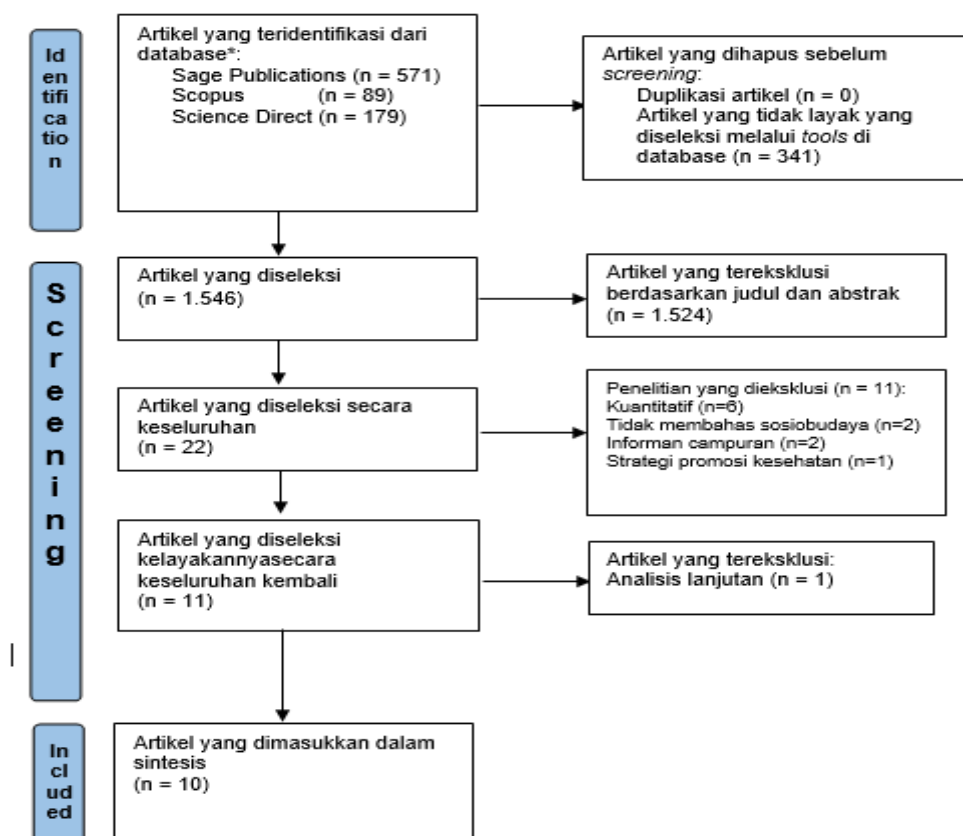 Id
en
tifi
ca
tio
n
Artikel yang teridentifikasi dari
database*:
Sage Publications (n = 571)
Scopus (n = 89)
Science Direct (n = 179)
Artikel yang dihapus sebelum
screening:
Duplikasi artikel (n = 0)
Artikel yang tidak layak yang
diseleksi melalui tools di
database (n = 341)
S
c
r
e
e
n
i
n
g
Artikel yang diseleksi
(n = 1.546)
Artikel yang tereksklusi
berdasarkan judul dan abstrak
(n = 1.524)
Artikel yang diseleksi secara
keseluruhan
(n = 22)
Penelitian yang dieksklusi (n = 11):
Kuantitatif (n=6)
Tidak membahas sosiobudaya (n=2)
Informan campuran (n=2)
Strategi promosi kesehatan (n=1)
Artikel yang diseleksi
kelayakannyasecara
keseluruhan kembali
(n = 11)
Artikel yang tereksklusi:
Analisis lanjutan (n = 1)
In
cl
ud
ed
Artikel yang dimasukkan dalam
sintesis
(n = 10)